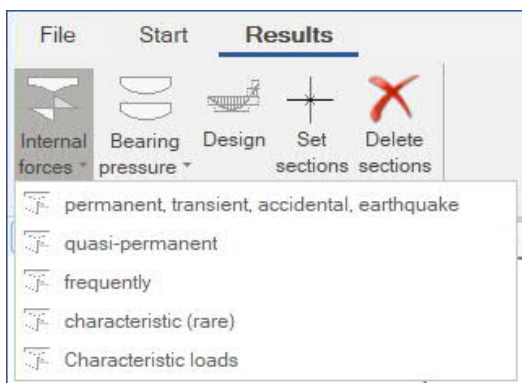 File Start Results
Internal Bearing Design Set Delete
forces pressure sections sections
permanent, transient, accidental, earthquake
quasi-permanent
frequently
characteristic (rare)
Characteristic loads